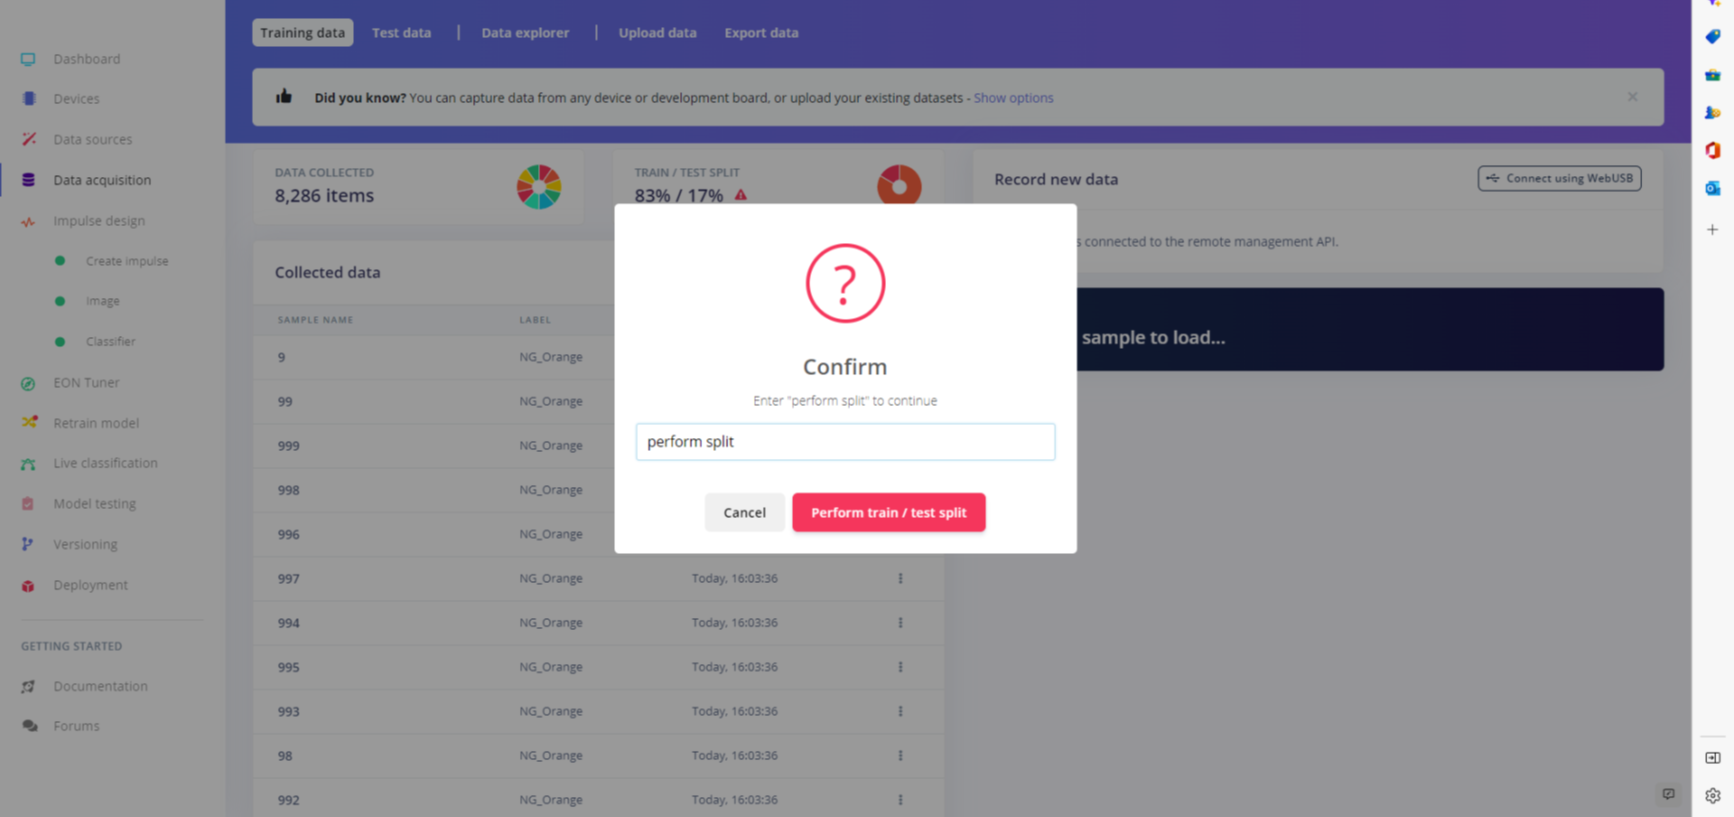 Dashboard
Devices
Data sources
Data acquisition
Impulse design
Create impulse
Image
Classifier
EON Tuner
Retrain model
Live classification
Model testing
Versioning
Deployment
GETTING STARTED
Documentation
Forums
Training data Test data | Data explorer | Upload data Export data
Did you know? You can capture data from any device or development board, or upload your existing datasets - Show options ×
DATA COLLECTED
8,286 items
TRAIN / TEST SPLIT
83% / 17%
Record new data Connect using WebUSB
s connected to the remote management API.
sample to load...
Collected data
SAMPLE NAME LABEL
9 NG_Orange
99 NG_Orange
999 NG_Orange
998 NG_Orange
996 NG_Orange
997 NG_Orange Today, 16:03:36
994 NG_Orange Today, 16:03:36
995 NG_Orange Today, 16:03:36
993 NG_Orange Today, 16:03:36
98 NG_Orange Today, 16:03:36
992 NG_Orange Today, 16:03:36
?
Confirm
Enter "perform split" to continue
perform split
Cancel Perform train / test split